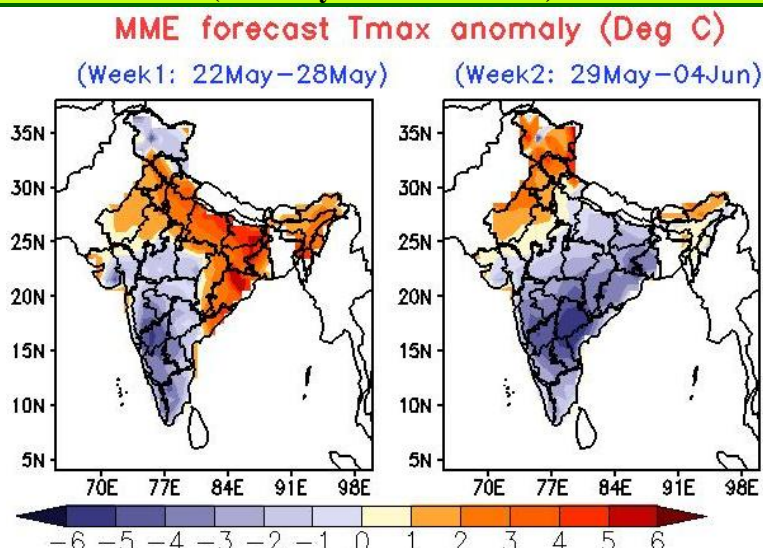 MME forecast Tmax anomaly (Deg C)
(Week1: 22May-28May)
(Week2: 29May-04Jun)
35N
30N
25N
20N
15N
10N
5N
70E 77E 84E 91E 98E
35N
30N
25N
20N
15N
10N
5N
70E 77E 84E 91E 98E
-6 -5 -4 -3 -2 -1 0 1 2 3 4 5 6